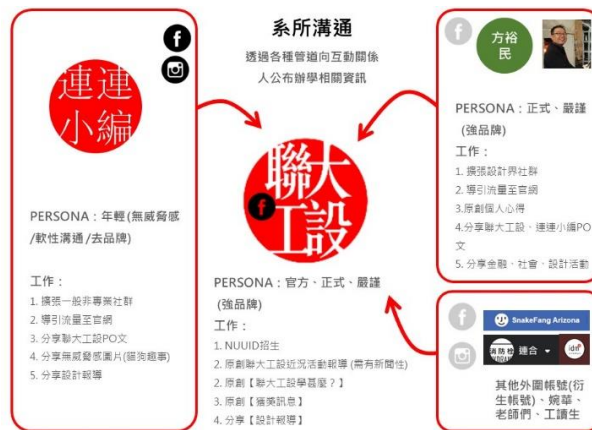 系所溝通
透過各種管道向互動關係
人公布辦學相關資訊
連連
小編
PERSONA：年輕(無威脅感
/軟性溝通/去品牌)
工作：
1. 擴張一般非專業社群
2. 導引流量至官網
3. 分享聯大工設PO文
4. 分享無威脅感圖片(貓狗趣事)
5. 分享設計報導
聯大
工設
PERSONA：官方、正式、嚴謹
(強品牌)
工作：
1. NUUID招生
2. 原創聯大工設近況活動報導 (需有新聞性)
2. 原創【聯大工設學甚麼？】
3. 原創【獲獎訊息】
4. 分享【設計報導】
方裕
民
PERSONA：正式、嚴謹
(強品牌)
工作：
1. 擴張設計界社群
2. 導引流量至官網
3.原創個人心得
4.分享聯大工設、連連小編PO
文
5. 分享金融、社會、設計活動
SnakeFang Arizona
消防栓
連合
idn
其他外圍帳號(衍
生帳號)、婉華、
老師們、工讀生